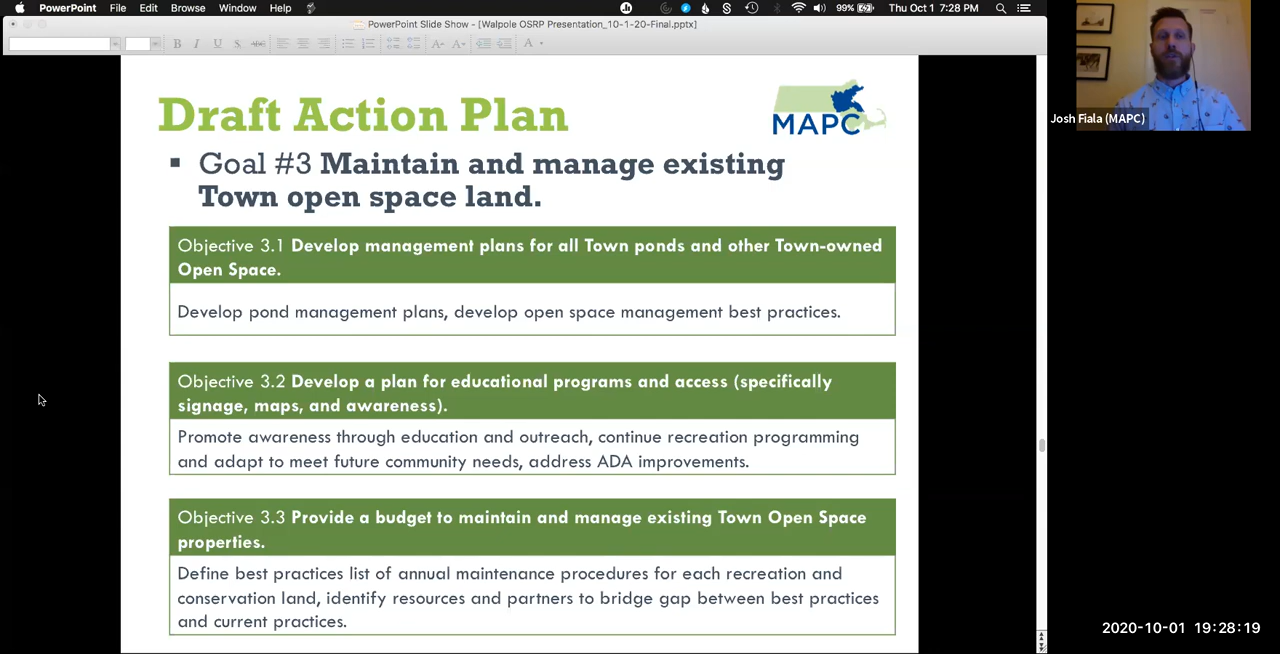 PowerPoint File Edit View Browse Window Help 99% Thu Oct 1 7:28 PM
PowerPoint Slide Show - [Walpole OSRP Presentation_10-1-20-Final.pptx]
B I U S ABC A A A
Draft Action Plan
MAPC
▪ Goal #3 Maintain and manage existing
Town open space land.
Objective 3.1 Develop management plans for all Town ponds and other Town-owned
Open Space.
Develop pond management plans, develop open space management best practices.
Objective 3.2 Develop a plan for educational programs and access (specifically
signage, maps, and awareness).
Promote awareness through education and outreach, continue recreation programming
and adapt to meet future community needs, address ADA improvements.
Objective 3.3 Provide a budget to maintain and manage existing Town Open Space
properties.
Define best practices list of annual maintenance procedures for each recreation and
conservation land, identify resources and partners to bridge gap between best practices
and current practices.
Josh Fiala (MAPC)
2020-10-01 19:28:19